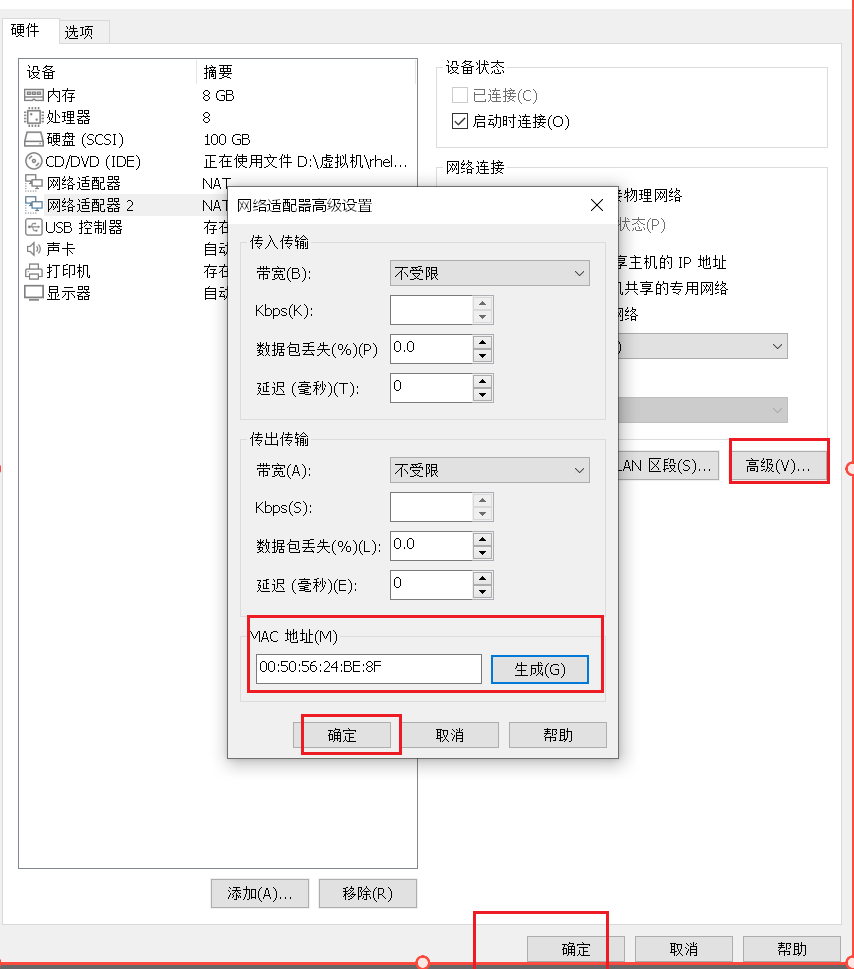 硬件 选项
设备 摘要
内存 8 GB
处理器 8
硬盘 (SCSI) 100 GB
CD/DVD (IDE) 正在使用文件 D:\虚拟机\rhel...
网络适配器 NAT
网络适配器 2 NAT
USB 控制器 存在
声卡 自动
打印机 存在
显示器 自动
添加(A)... 移除(R)
设备状态
已连接(C)
启动时连接(O)
网络连接
接物理网络
状态(P)
享主机的 IP 地址
机共享的专用网络
网络
)
LAN 区段(S)... 高级(V)...
网络适配器高级设置
传入传输
带宽(B): 不受限
Kbps(K):
数据包丢失(%)(P) 0.0
延迟 (毫秒)(T): 0
传出传输
带宽(A): 不受限
Kbps(S):
数据包丢失(%)(L): 0.0
延迟 (毫秒)(E): 0
MAC 地址(M)
00:50:56:24:BE:8F 生成(G)
确定 取消 帮助
确定 取消 帮助